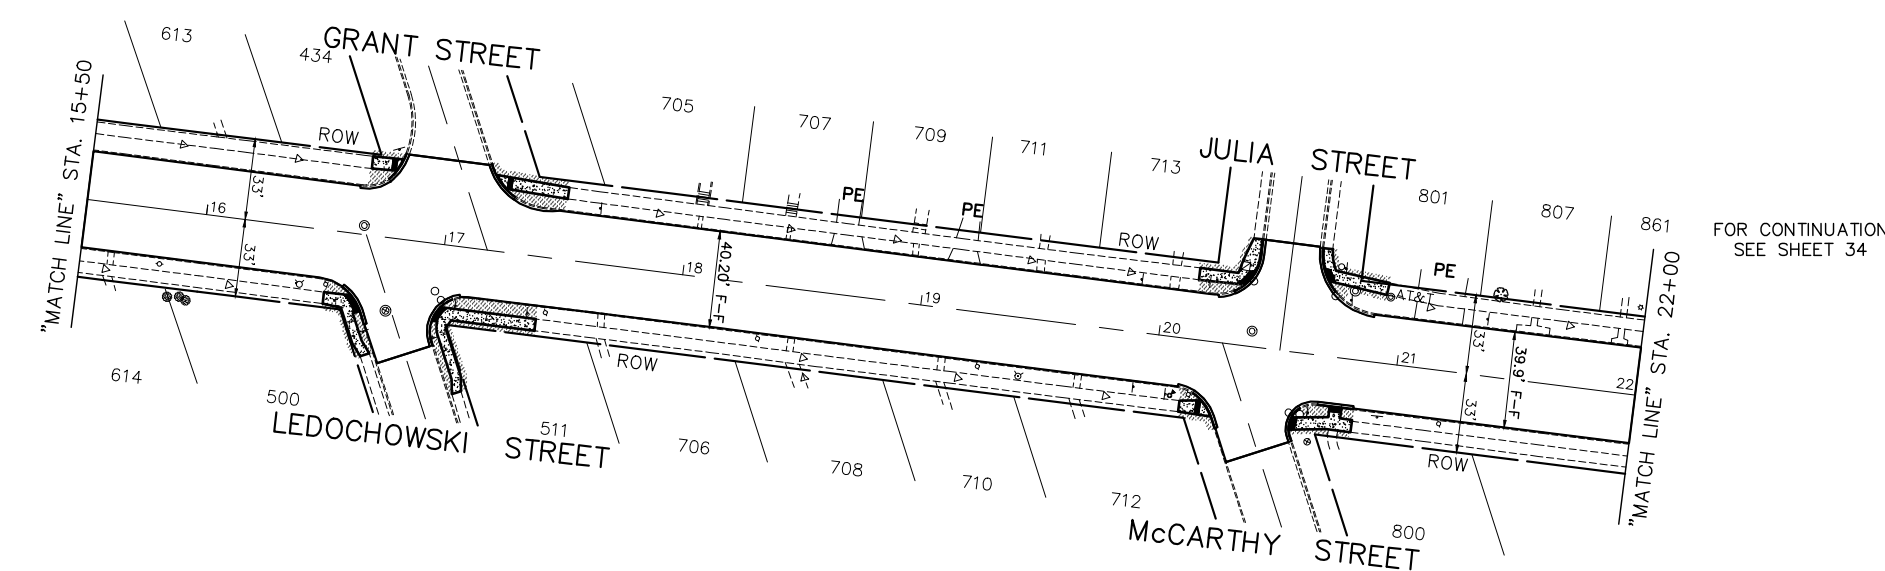 613
434
GRANT STREET
"MATCH LINE" STA. 15+50
ROW
705
707
709
711
713
JULIA STREET
801
807
861
FOR CONTINUATION
SEE SHEET 34
PE
PE
ROW
PE
AT&T
33'
33'
16
17
18
19
20
21
22
40.20' F-F
33'
33'
39.9' F-F
"MATCH LINE" STA. 22+00
614
500
LEDOCHOWSKI STREET
511
ROW
706
708
710
712
McCARTHY STREET
800
ROW